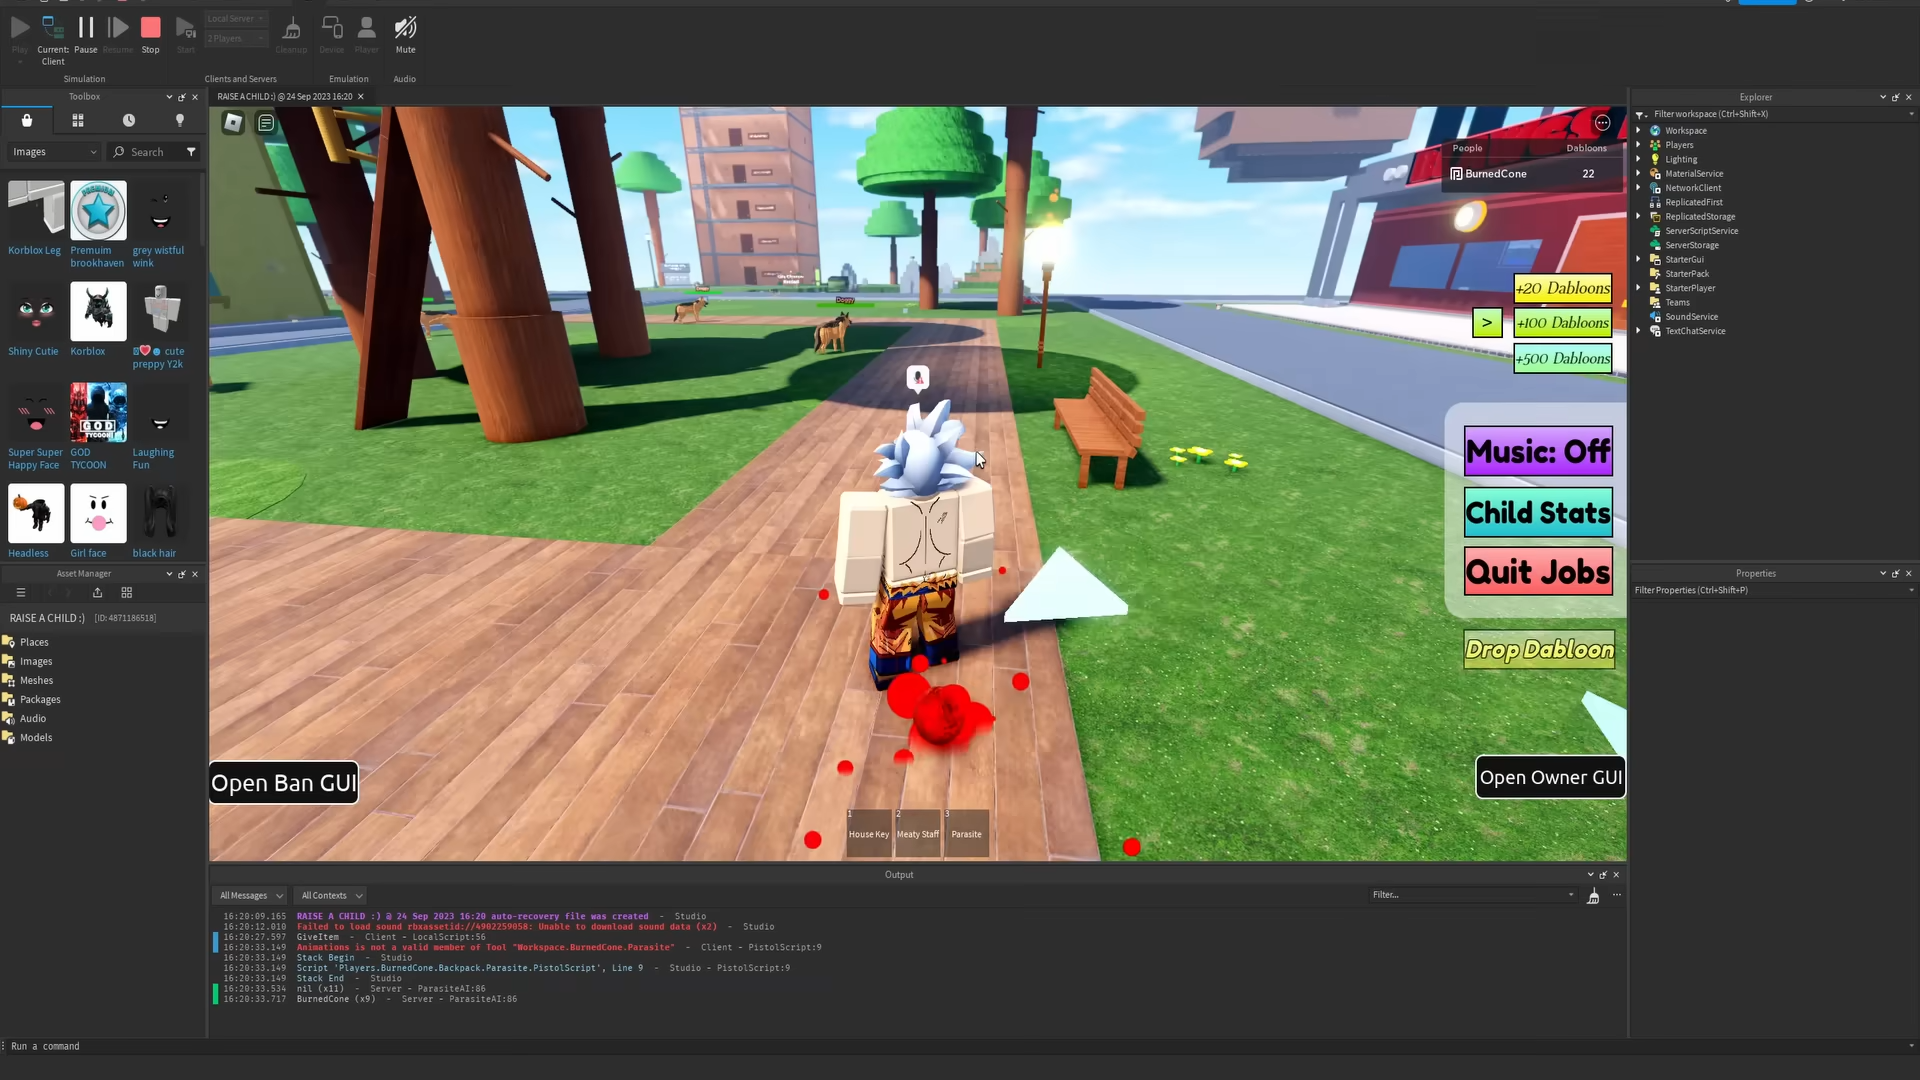 Local Server
2 Players
Play
Current:
Client
Pause
Resume
Stop
Start
Cleanup
Device
Player
Mute
Simulation
Clients and Servers
Emulation
Audio
Toolbox
RAISE A CHILD :) @ 24 Sep 2023 16:20
Explorer
Images
Search
Filter workspace (Ctrl+Shift+X)
Workspace
Players
Lighting
MaterialService
NetworkClient
ReplicatedFirst
ReplicatedStorage
ServerScriptService
ServerStorage
StarterGui
StarterPack
StarterPlayer
Teams
SoundService
TextChatService
Korblox Leg
Premuim
brookhaven
grey wistful
wink
Shiny Cutie
Korblox
cute
preppy Y2k
Super Super
Happy Face
GOD
TYCOON
GOD
TYCOON
Laughing
Fun
Headless
Girl face
black hair
People
Dabloons
BurnedCone
22
Doggy
+20 Dabloons
>
+100 Dabloons
+500 Dabloons
Music: Off
Child Stats
Quit Jobs
Drop Dabloon
Open Ban GUI
Open Owner GUI
1
2
3
House Key
Meaty Staff
Parasite
Asset Manager
RAISE A CHILD :)
[ID: 4871186518]
Places
Images
Meshes
Packages
Audio
Models
Properties
Filter Properties (Ctrl+Shift+P)
Output
All Messages
All Contexts
Filter...
16:20:09.165 RAISE A CHILD :) @ 24 Sep 2023 16:20 auto-recovery file was created - Studio
16:20:12.010 Failed to load sound rbxassetid://4902259058: Unable to download sound data (x2) - Studio
16:20:27.597 GiveItem - Client - LocalScript:56
16:20:33.149 Animations is not a valid member of Tool "Workspace.BurnedCone.Parasite" - Client - PistolScript:9
16:20:33.149 Stack Begin - Studio
16:20:33.149 Script 'Players.BurnedCone.Backpack.Parasite.PistolScript', Line 9 - Studio - PistolScript:9
16:20:33.149 Stack End - Studio
16:20:33.534 nil (x11) - Server - ParasiteAI:86
16:20:33.717 BurnedCone (x9) - Server - ParasiteAI:86
Run a command